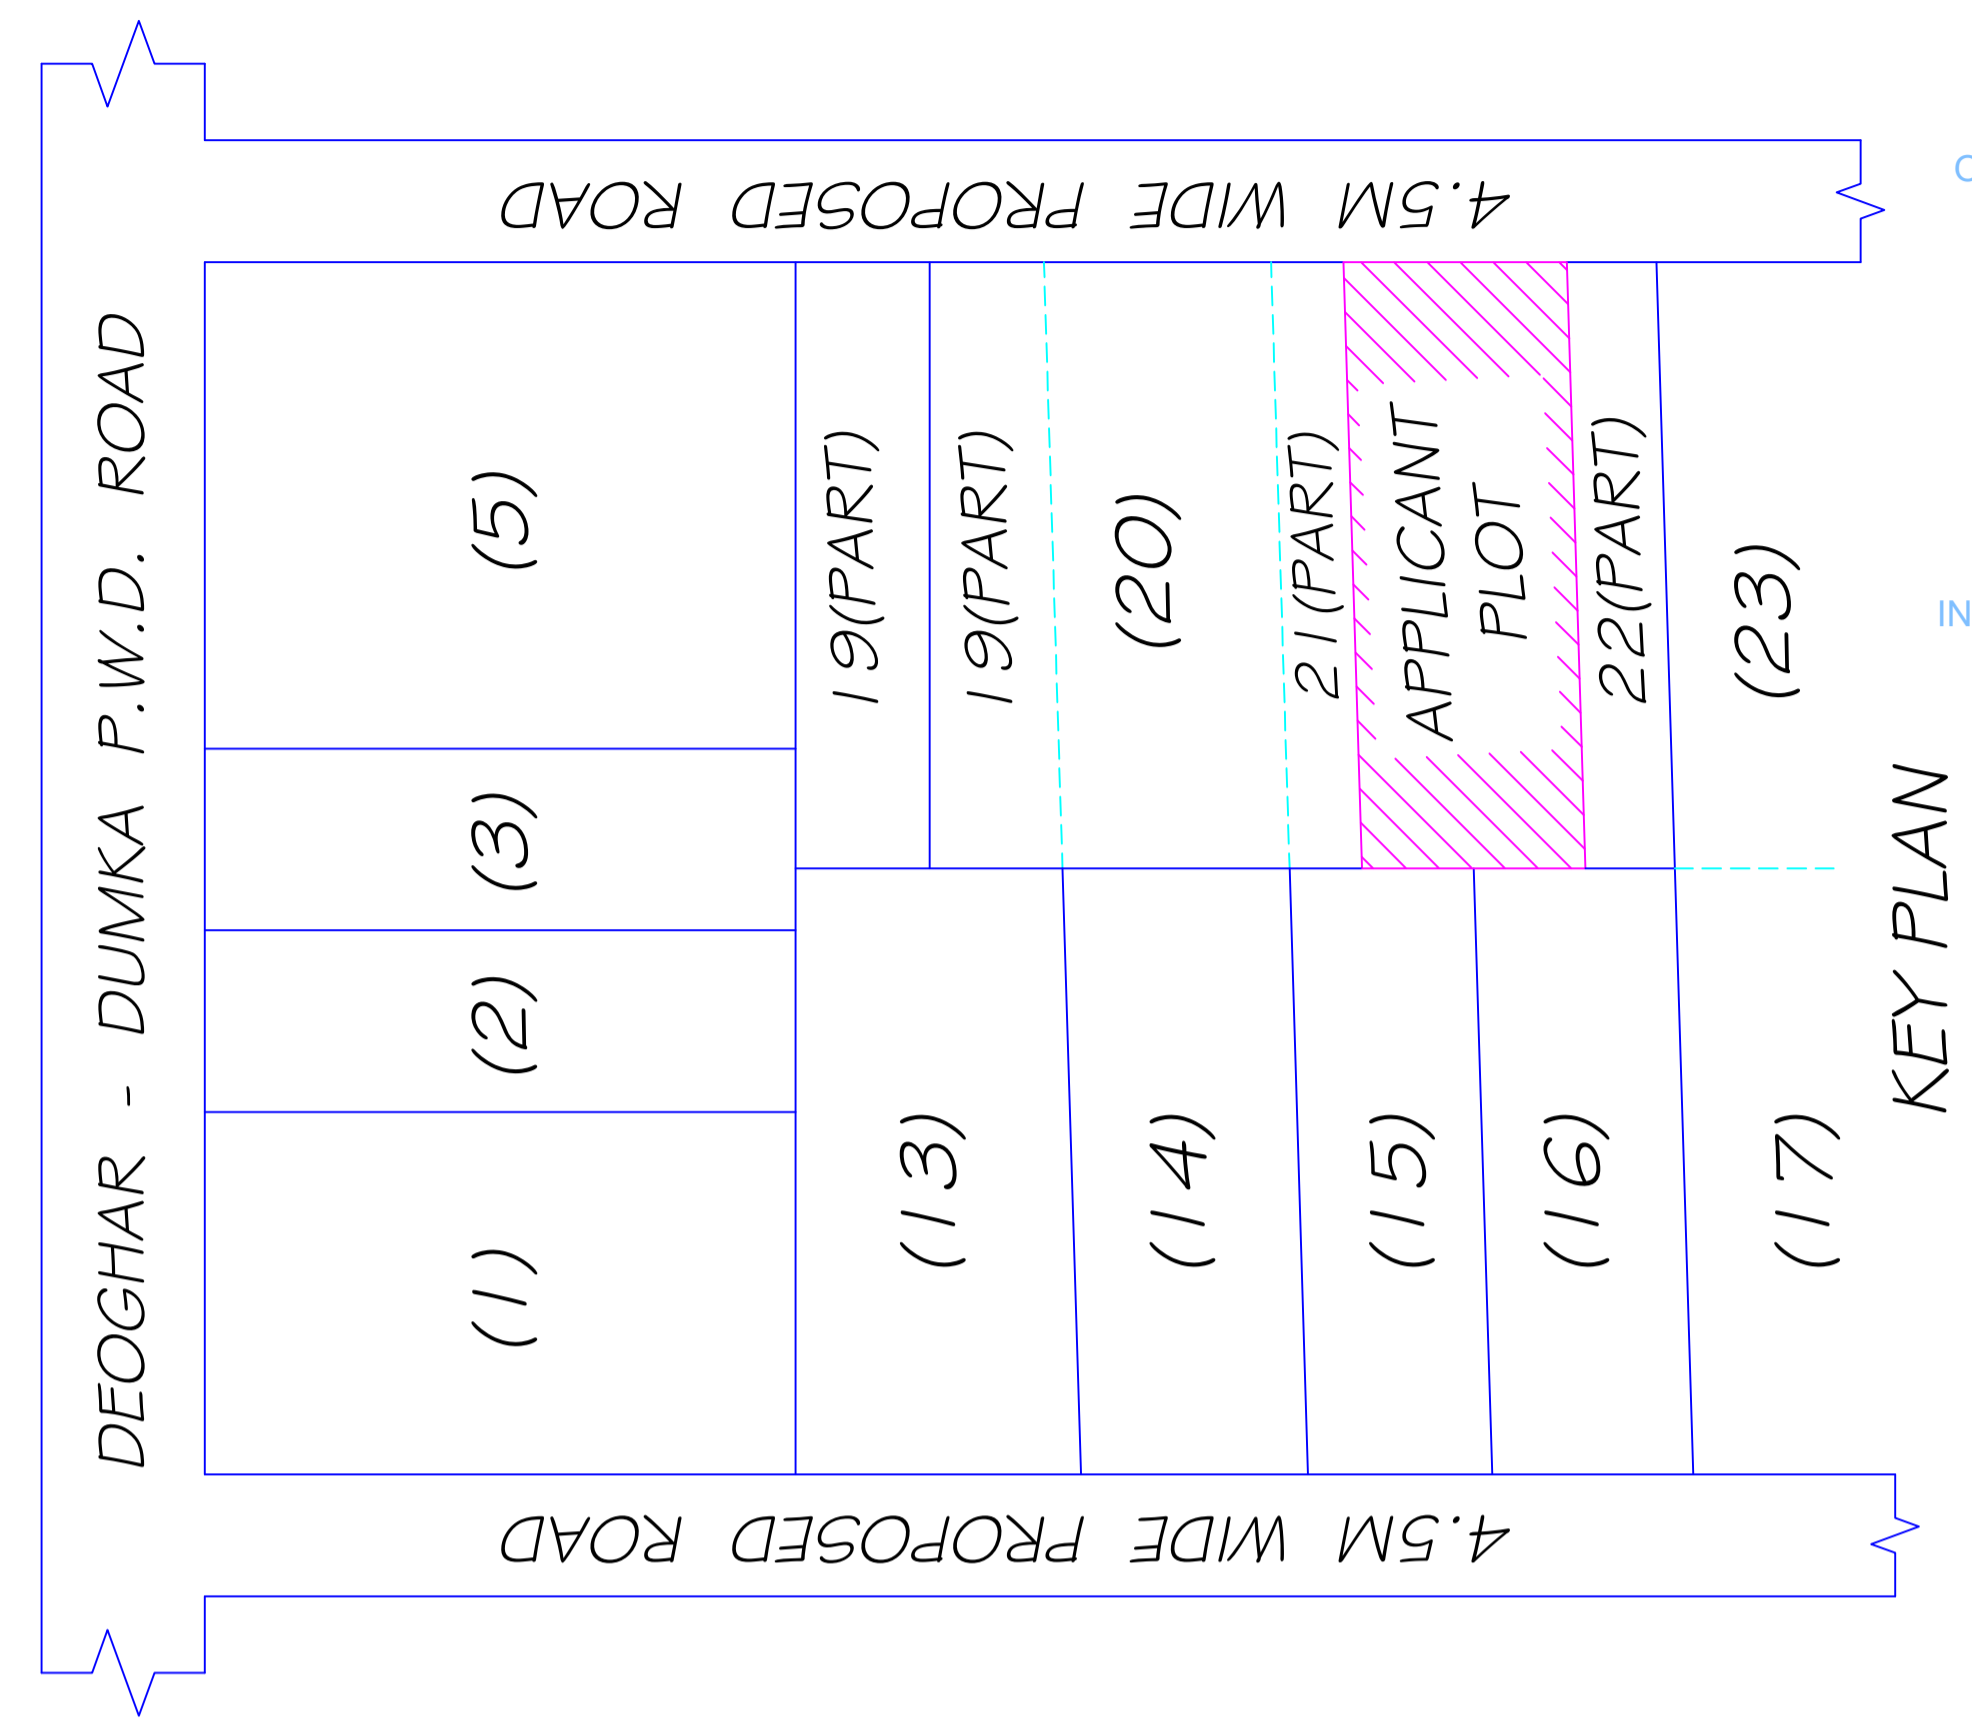 4.5M WIDE PROPOSED ROAD
DEOGHAR - DUMKA P.W.D. ROAD
(5)
(3)
(2)
(1)
19(PART)
19(PART)
(20)
21(PART)
APPLICANT
PLOT
22(PART)
(23)
(13)
(14)
(15)
(16)
(17)
4.5M WIDE PROPOSED ROAD
KEY PLAN
IN